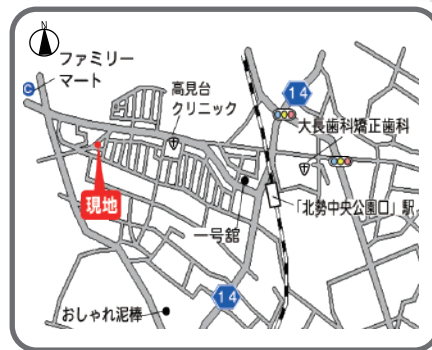 N
ファミリー
マート
C
高見台
クリニック
14
大長歯科矯正歯科
現地
一号舘
「北勢中央公園口」駅
14
おしゃれ泥棒